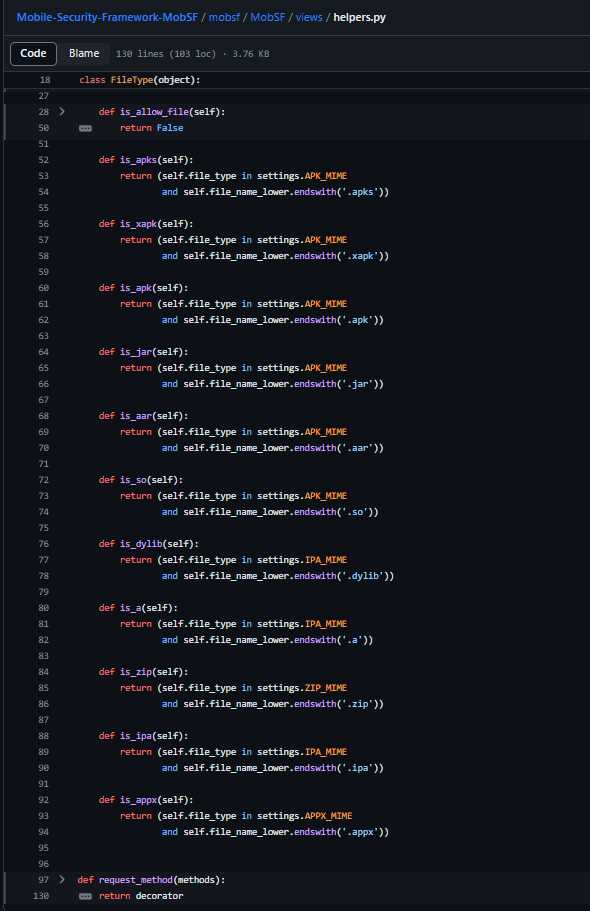 Mobile-Security-Framework-MobSF / mobsf / MobSF / views / helpers.py
Code Blame 130 lines (103 loc) · 3.76 KB
18 class FileType(object):
27
28 def is_allow_file(self):
50 return False
51
52 def is_apks(self):
53 return (self.file_type in settings.APK_MIME
54 and self.file_name_lower.endswith('.apks'))
55
56 def is_xapk(self):
57 return (self.file_type in settings.APK_MIME
58 and self.file_name_lower.endswith('.xapk'))
59
60 def is_apk(self):
61 return (self.file_type in settings.APK_MIME
62 and self.file_name_lower.endswith('.apk'))
63
64 def is_jar(self):
65 return (self.file_type in settings.APK_MIME
66 and self.file_name_lower.endswith('.jar'))
67
68 def is_aar(self):
69 return (self.file_type in settings.APK_MIME
70 and self.file_name_lower.endswith('.aar'))
71
72 def is_so(self):
73 return (self.file_type in settings.APK_MIME
74 and self.file_name_lower.endswith('.so'))
75
76 def is_dylib(self):
77 return (self.file_type in settings.IPA_MIME
78 and self.file_name_lower.endswith('.dylib'))
79
80 def is_a(self):
81 return (self.file_type in settings.IPA_MIME
82 and self.file_name_lower.endswith('.a'))
83
84 def is_zip(self):
85 return (self.file_type in settings.ZIP_MIME
86 and self.file_name_lower.endswith('.zip'))
87
88 def is_ipa(self):
89 return (self.file_type in settings.IPA_MIME
90 and self.file_name_lower.endswith('.ipa'))
91
92 def is_appx(self):
93 return (self.file_type in settings.APPX_MIME
94 and self.file_name_lower.endswith('.appx'))
95
96
97 def request_method(methods):
130 return decorator